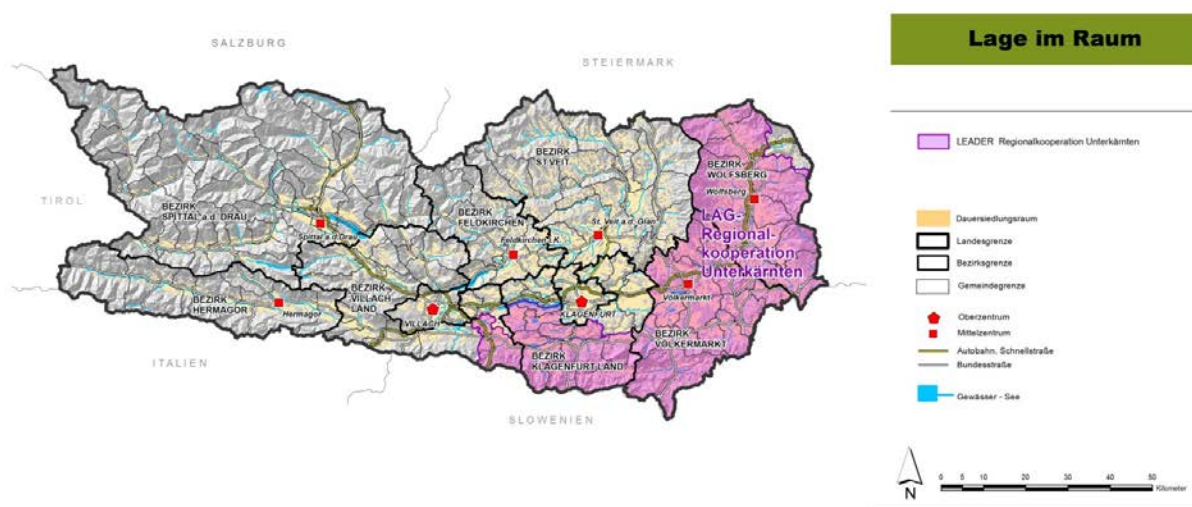 SALZBURG
STEIERMARK
TIROL
ITALIEN
SLOWENIEN
BEZIRK
SPITTAL a.d. DRAU
Spittal a.d. Drau
BEZIRK
HERMAGOR
Hermagor
BEZIRK
VILLACH
LAND
VILLACH
BEZIRK
FELDKIRCHEN
Feldkirchen i.K.
BEZIRK
ST.VEIT
St. Veit a.d. Glan
KLAGENFURT
BEZIRK
KLAGENFURT LAND
BEZIRK
WOLFSBERG
Wolfsberg
LAG-
Regional-
kooperation
Unterkärnten
Völkermarkt
BEZIRK
VÖLKERMARKT
Lage im Raum
LEADER Regionalkooperation Unterkärnten
Dauersiedlungsraum
Landesgrenze
Bezirksgrenze
Gemeindegrenze
Oberzentrum
Mittelzentrum
Autobahn, Schnellstraße
Bundesstraße
Gewässer - See
N
0 5 10 20 30 40 50
Kilometer